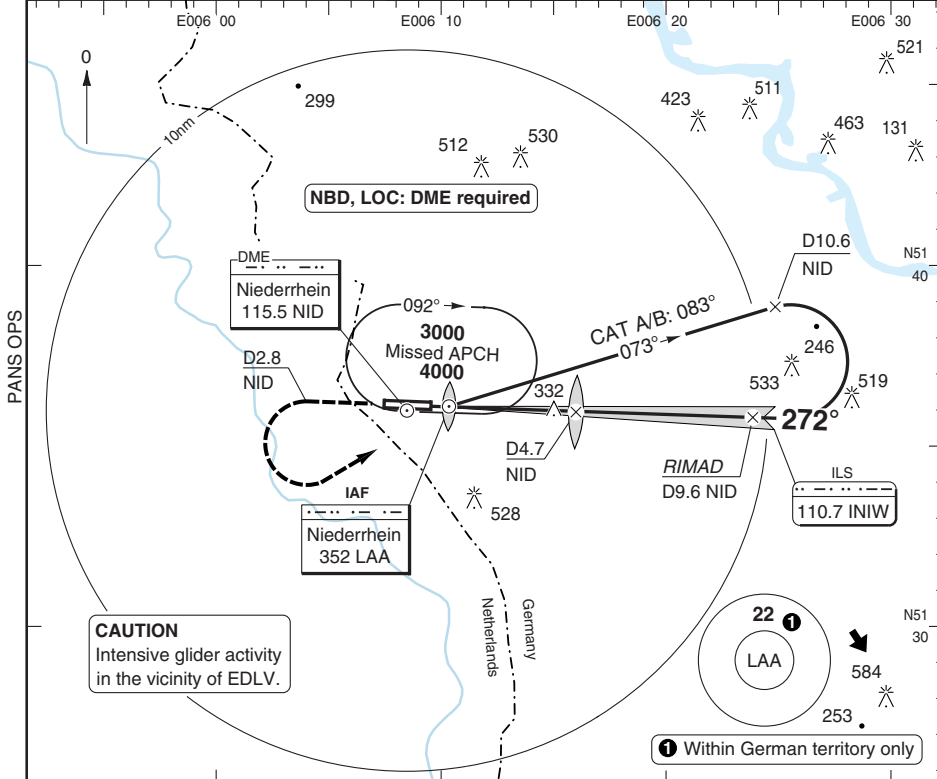 E006 00
E006 10
E006 20
E006 30
0
299
10nm
512
530
423
511
521
463
131
NBD, LOC: DME required
D10.6
NID
N51
40
DME
Niederrhein
115.5 NID
092°
3000
Missed APCH
4000
CAT A/B: 083°
073°
246
533
519
PANS OPS
D2.8
NID
332
272°
D4.7
NID
RIMAD
D9.6 NID
ILS
110.7 INIW
IAF
Niederrhein
352 LAA
528
Germany
Netherlands
N51
30
CAUTION
Intensive glider activity
in the vicinity of EDLV.
22 1
LAA
584
253
1 Within German territory only